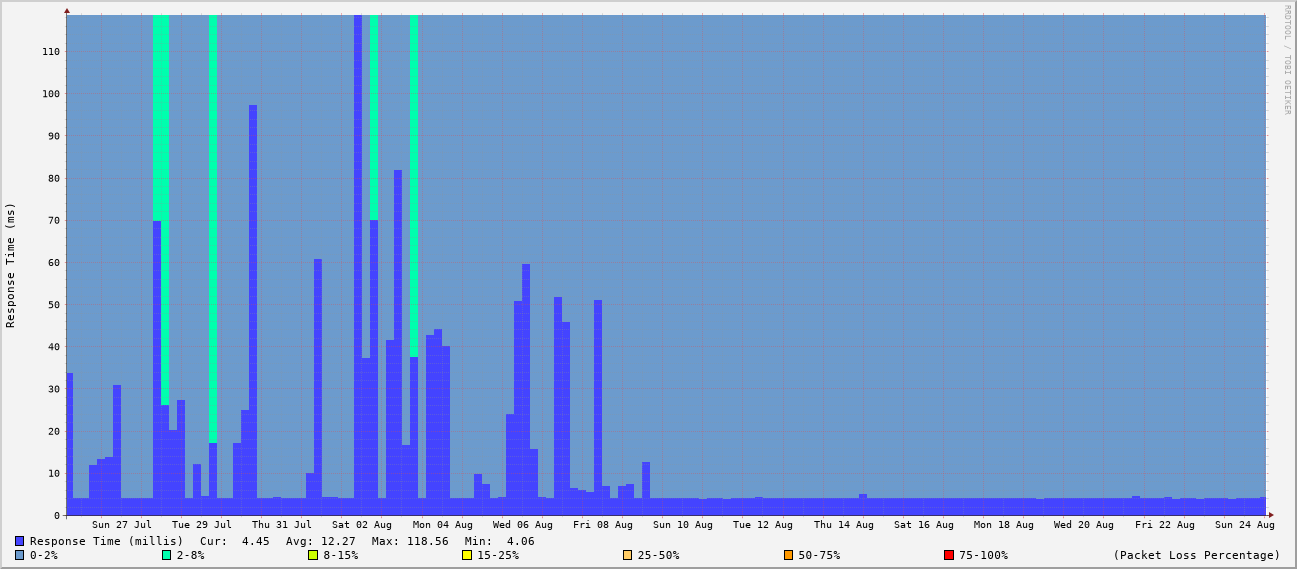 RRDTOOL / TOBI OETIKER
Response Time (ms)
110
100
90
80
70
60
50
40
30
20
10
0
Sun 27 Jul Tue 29 Jul Thu 31 Jul Sat 02 Aug Mon 04 Aug Wed 06 Aug Fri 08 Aug Sun 10 Aug Tue 12 Aug Thu 14 Aug Sat 16 Aug Mon 18 Aug Wed 20 Aug Fri 22 Aug Sun 24 Aug
Response Time (millis) Cur: 4.45 Avg: 12.27 Max: 118.56 Min: 4.06
0-2% 2-8% 8-15% 15-25% 25-50% 50-75% 75-100% (Packet Loss Percentage)